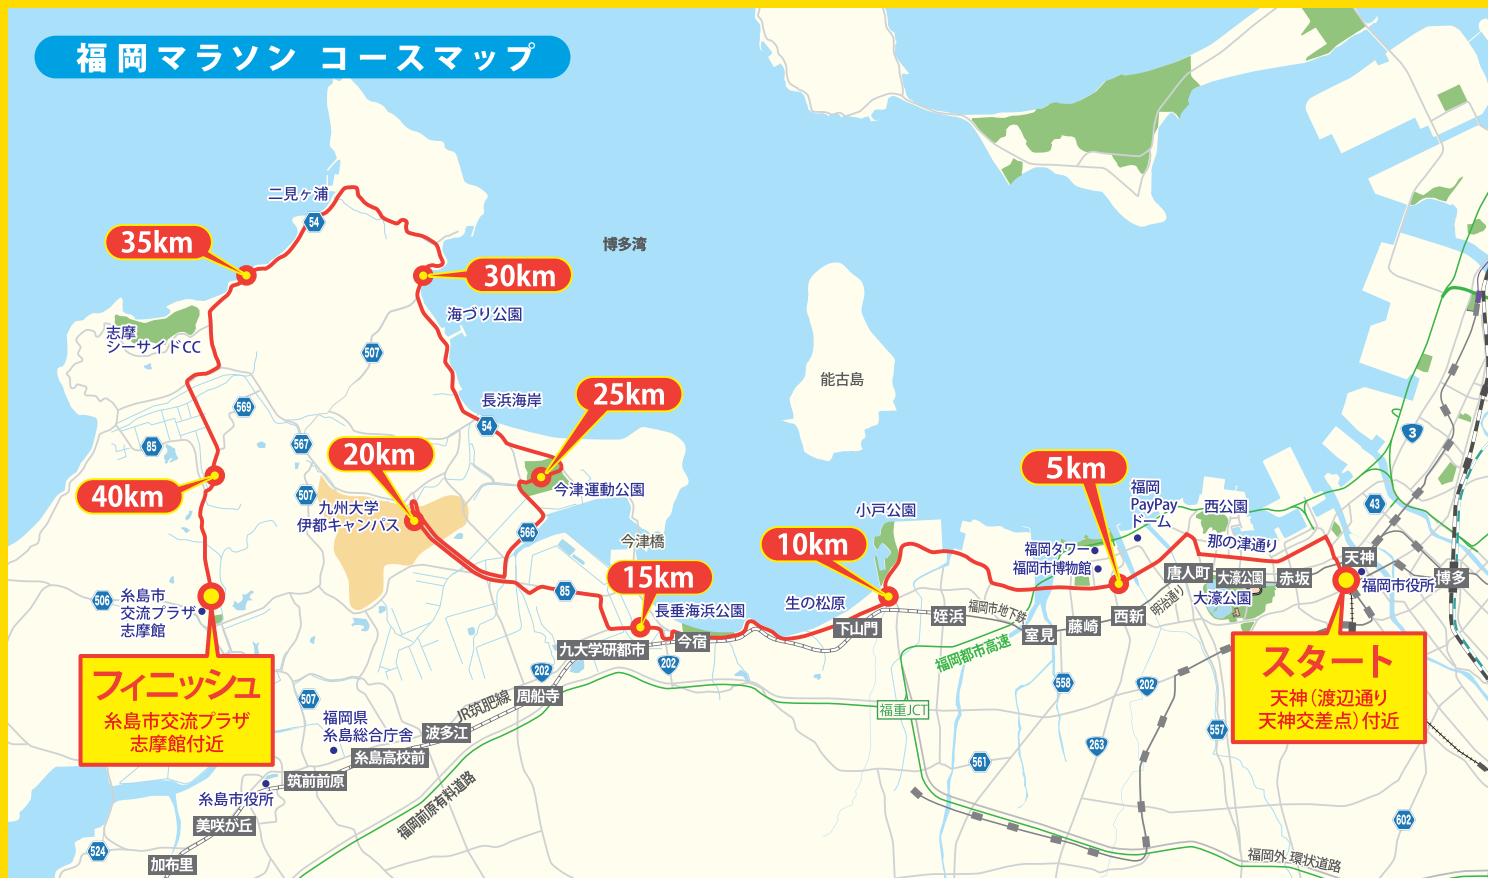 福岡マラソン コースマップ
二見ヶ浦
54
35km
博多湾
30km
海づり公園
志摩
シーサイドCC
507
能古島
25km
長浜海岸
569
54
3
85
567
20km
40km
507
今津運動公園
九州大学
伊都キャンパス
566
今津橋
小戸公園
10km
5km
福岡
PayPay
ドーム
西公園
43
那の津通り
福岡タワー
福岡市博物館
天神
博多
唐人町
大濠公園
赤坂
福岡市役所
大濠公園
15km
85
506
糸島市
交流プラザ
志摩館
長垂海浜公園
生の松原
姪浜
福岡市地下鉄
明治通り
西新
藤崎
室見
下山門
今宿
九大学研都市
202
202
福岡都市高速
フィニッシュ
糸島市交流プラザ
志摩館付近
スタート
天神（渡辺通り
天神交差点）付近
507
周船寺
JR筑肥線
558
202
福重JCT
福岡県
糸島総合庁舎
波多江
557
263
糸島高校前
561
筑前前原
糸島市役所
福岡前原有料道路
美咲が丘
602
524
加布里
福岡外環状道路